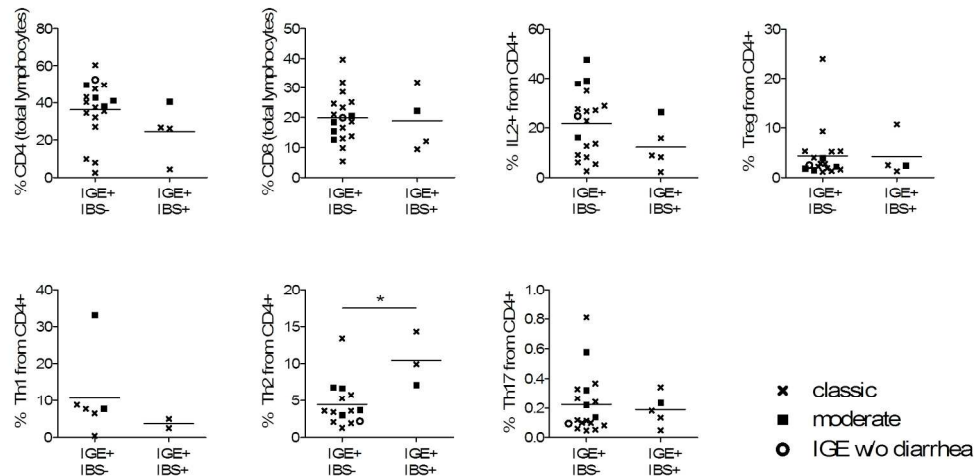 % CD4 (total lymphocytes)
80
60
40
20
0
IGE+ IGE+
IBS- IBS+
% CD8 (total lymphocytes)
50
40
30
20
10
0
IGE+ IGE+
IBS- IBS+
% IL2+ from CD4+
60
40
20
0
IGE+ IGE+
IBS- IBS+
% Treg from CD4+
30
20
10
0
IGE+ IGE+
IBS- IBS+
% Th1 from CD4+
40
30
20
10
0
IGE+ IGE+
IBS- IBS+
% Th2 from CD4+
20
15
10
5
0
*
IGE+ IGE+
IBS- IBS+
% Th17 from CD4+
1.0
0.8
0.6
0.4
0.2
0.0
IGE+ IGE+
IBS- IBS+
classic
moderate
IGE w/o diarrhea